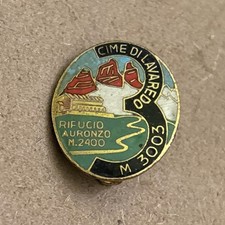 CIME DI LAVAREDO
M 3003
RIFUGIO
AURONZO
M.2400